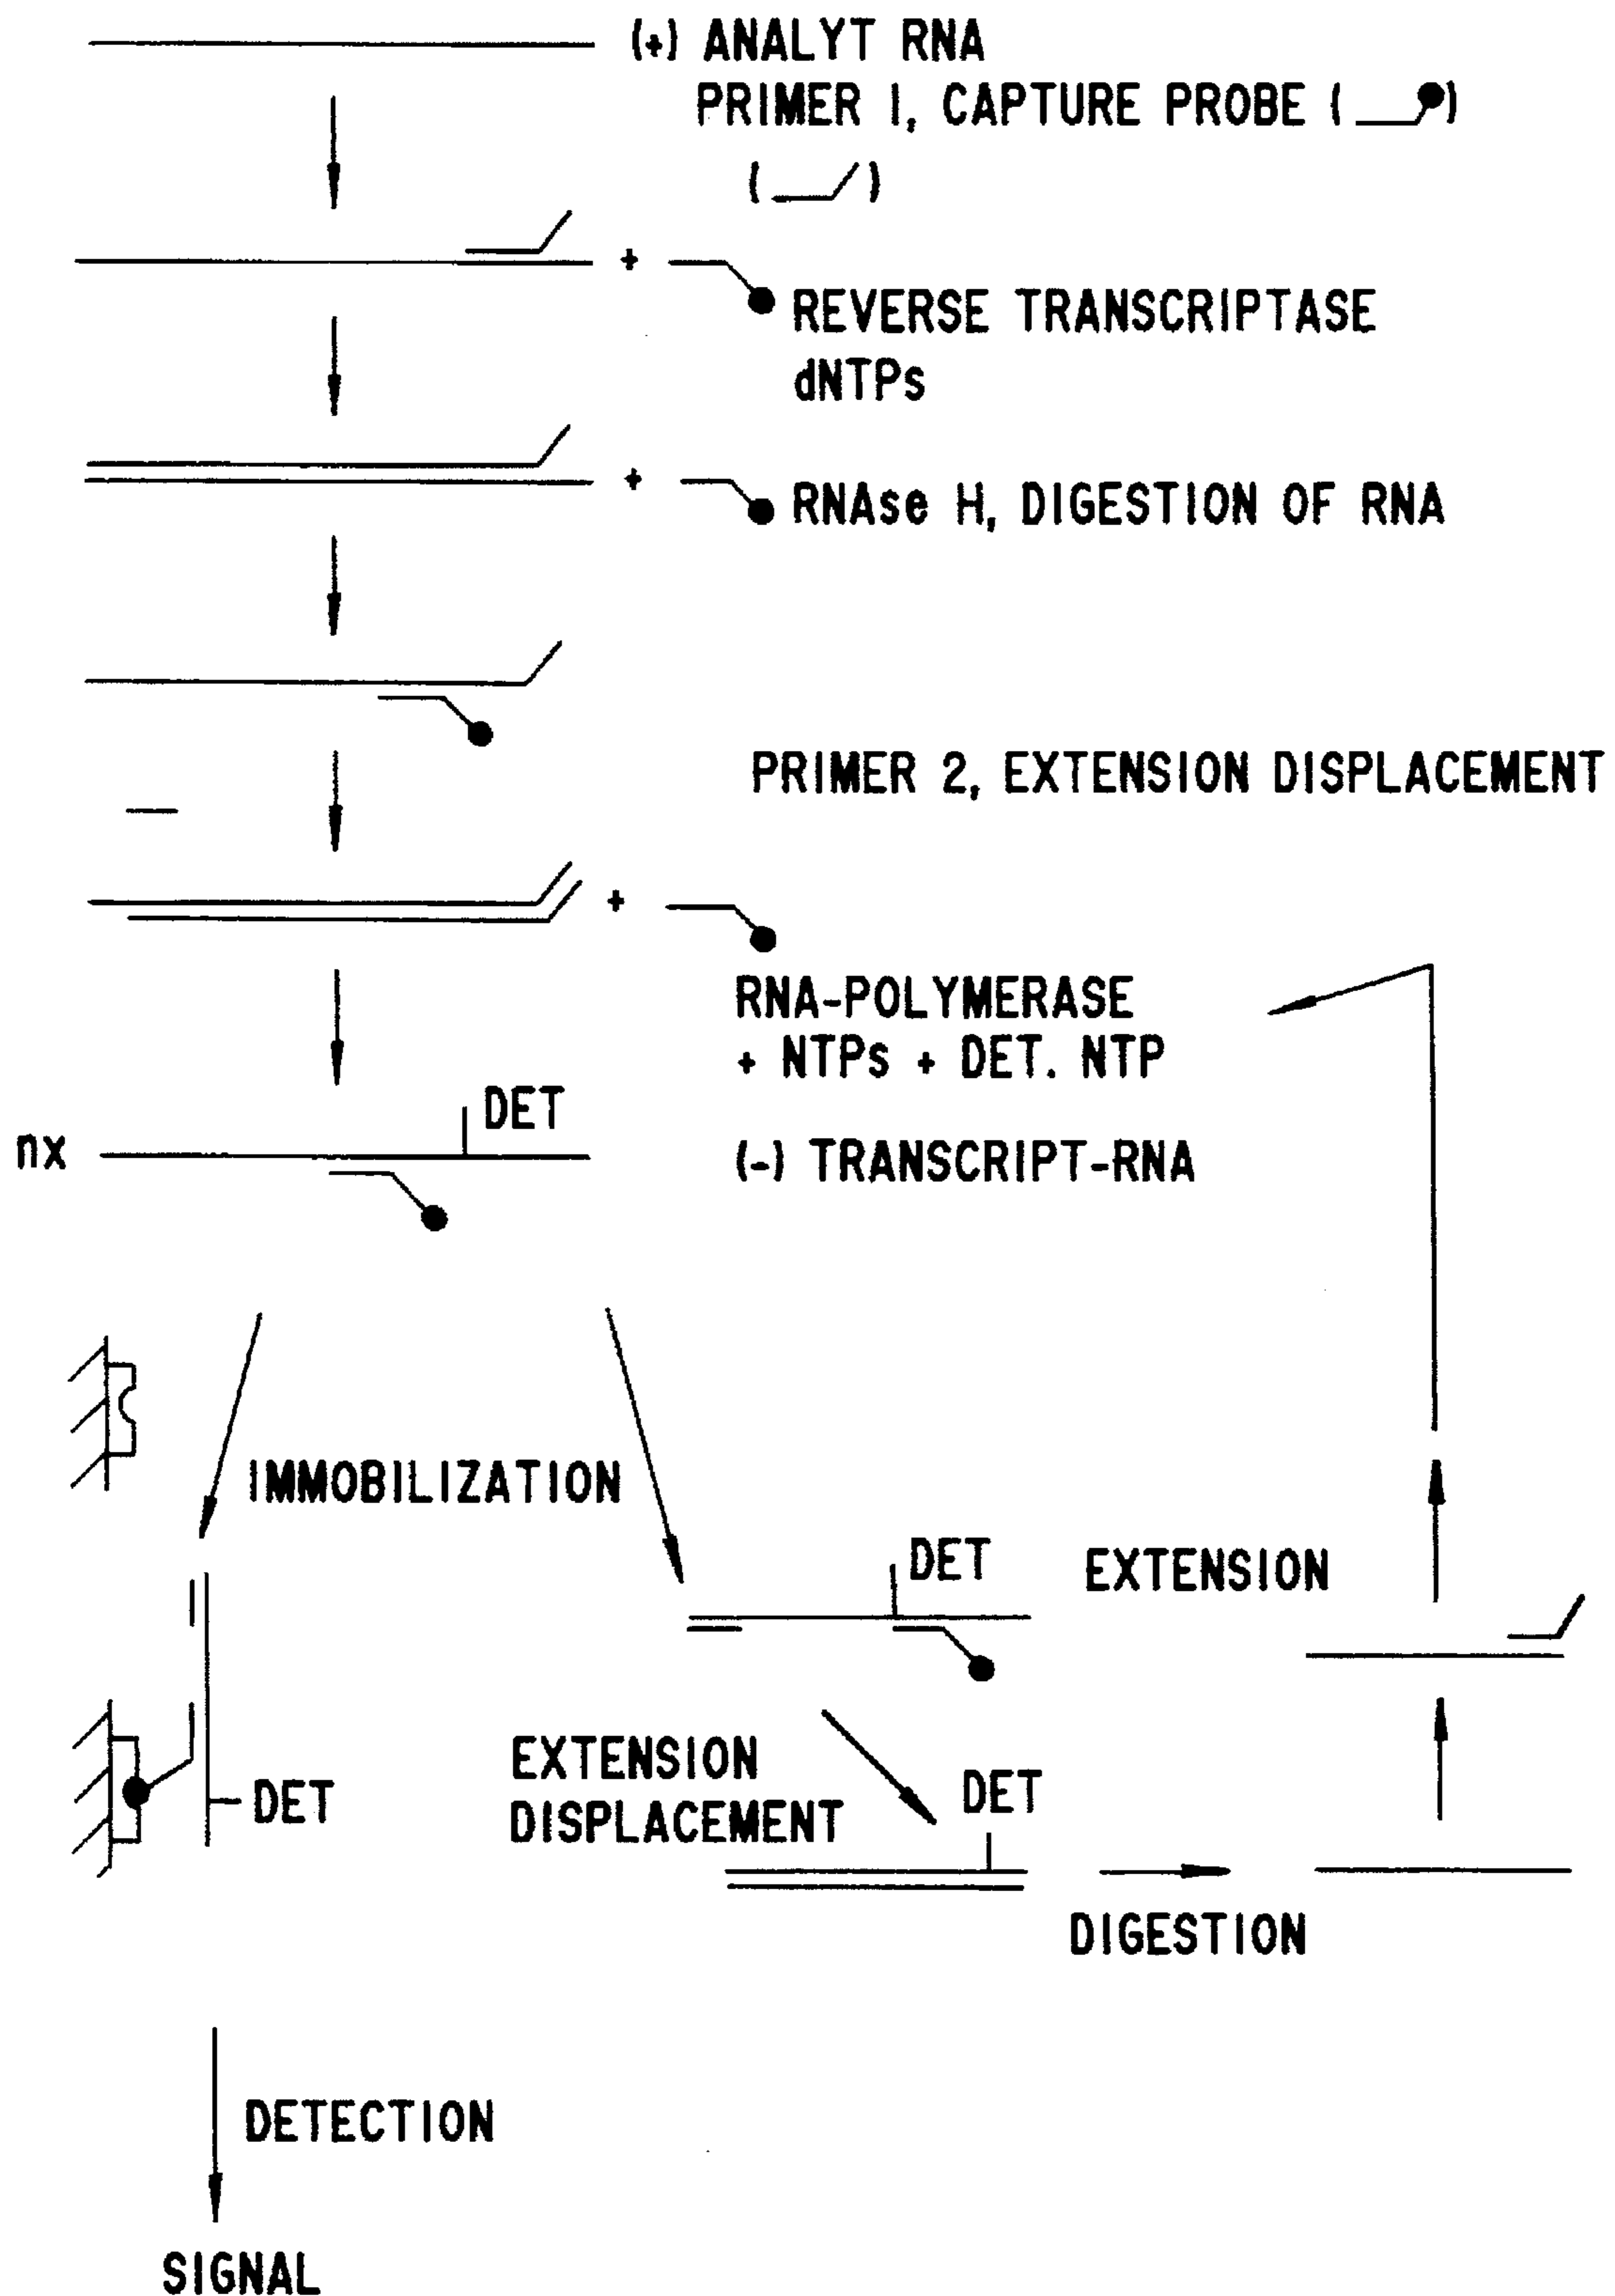 (+) ANALYT RNA
PRIMER 1, CAPTURE PROBE ( )
( )
+
REVERSE TRANSCRIPTASE
dNTPs
+
RNAse H, DIGESTION OF RNA
PRIMER 2, EXTENSION DISPLACEMENT
+
RNA-POLYMERASE
+ NTPs + DET. NTP
DET
nx
(-) TRANSCRIPT-RNA
IMMOBILIZATION
DET
EXTENSION
EXTENSION
DISPLACEMENT
DET
DET
DIGESTION
DETECTION
SIGNAL